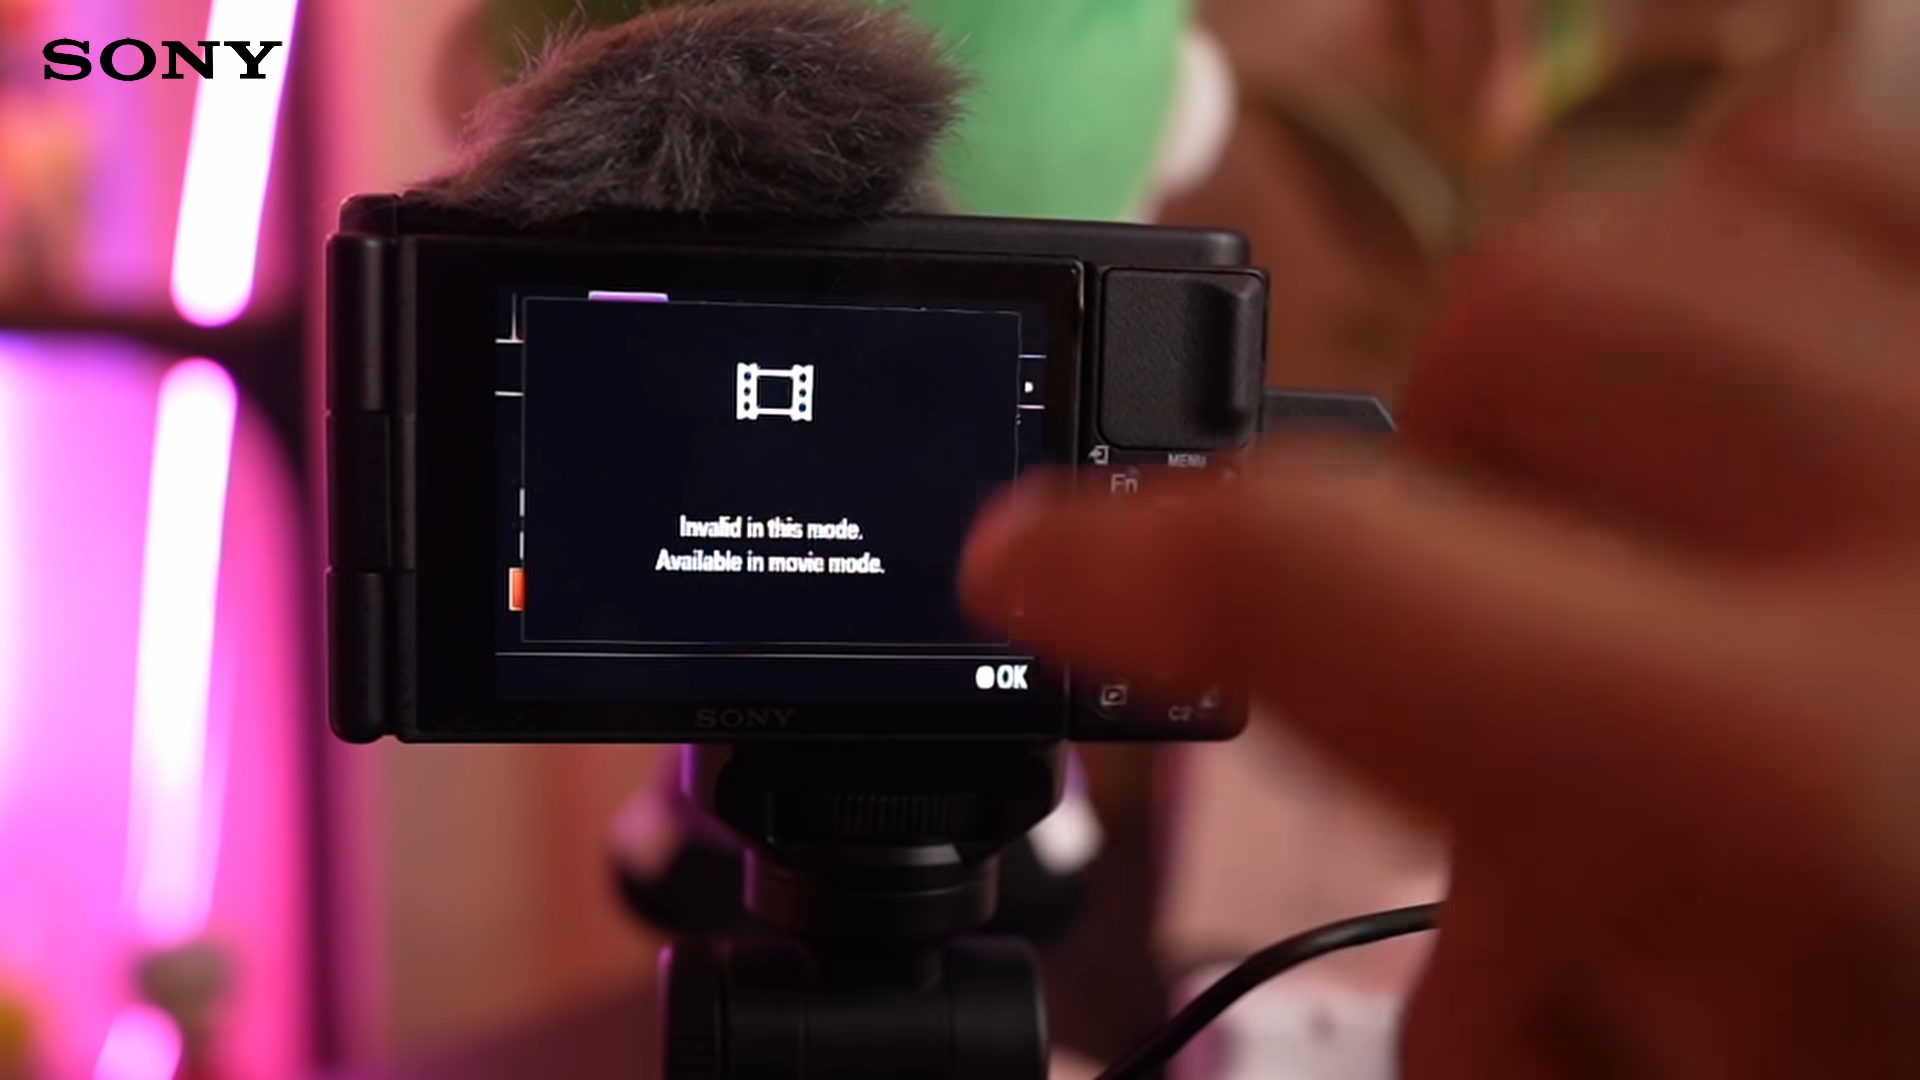 SONY
Invalid in this mode.
Available in movie mode.
OK
SONY
MENU
Fn
C2